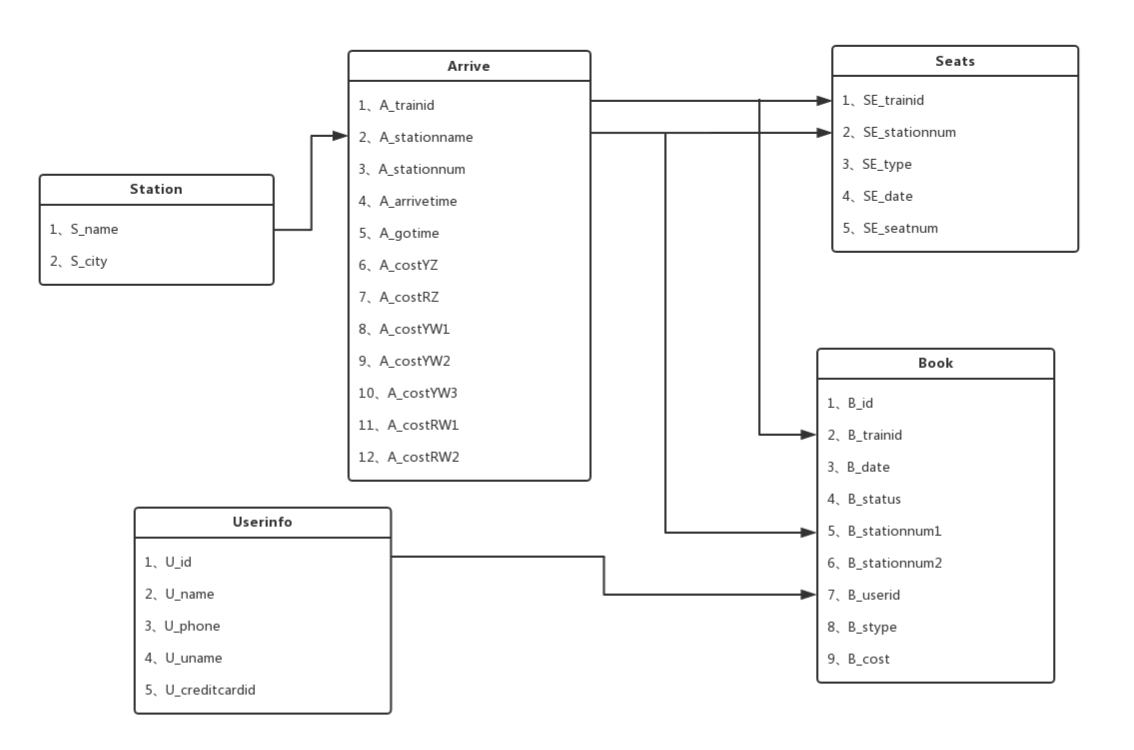 Station
1、S_name
2、S_city
Arrive
1、A_trainid
2、A_stationname
3、A_stationnum
4、A_arrivetime
5、A_gotime
6、A_costYZ
7、A_costRZ
8、A_costYW1
9、A_costYW2
10、A_costYW3
11、A_costRW1
12、A_costRW2
Seats
1、SE_trainid
2、SE_stationnum
3、SE_type
4、SE_date
5、SE_seatnum
Userinfo
1、U_id
2、U_name
3、U_phone
4、U_uname
5、U_creditcardid
Book
1、B_id
2、B_trainid
3、B_date
4、B_status
5、B_stationnum1
6、B_stationnum2
7、B_userid
8、B_stype
9、B_cost